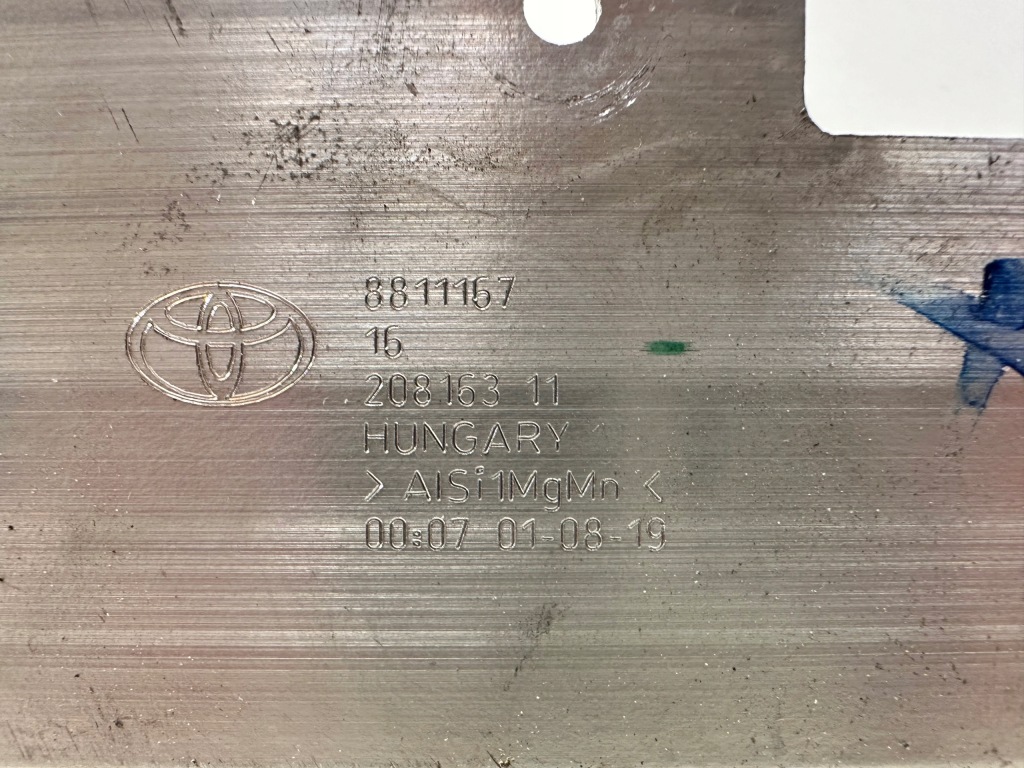 8811167
16
208163 11
HUNGARY
> AlSi1MgMn <
00:07 01-08-19